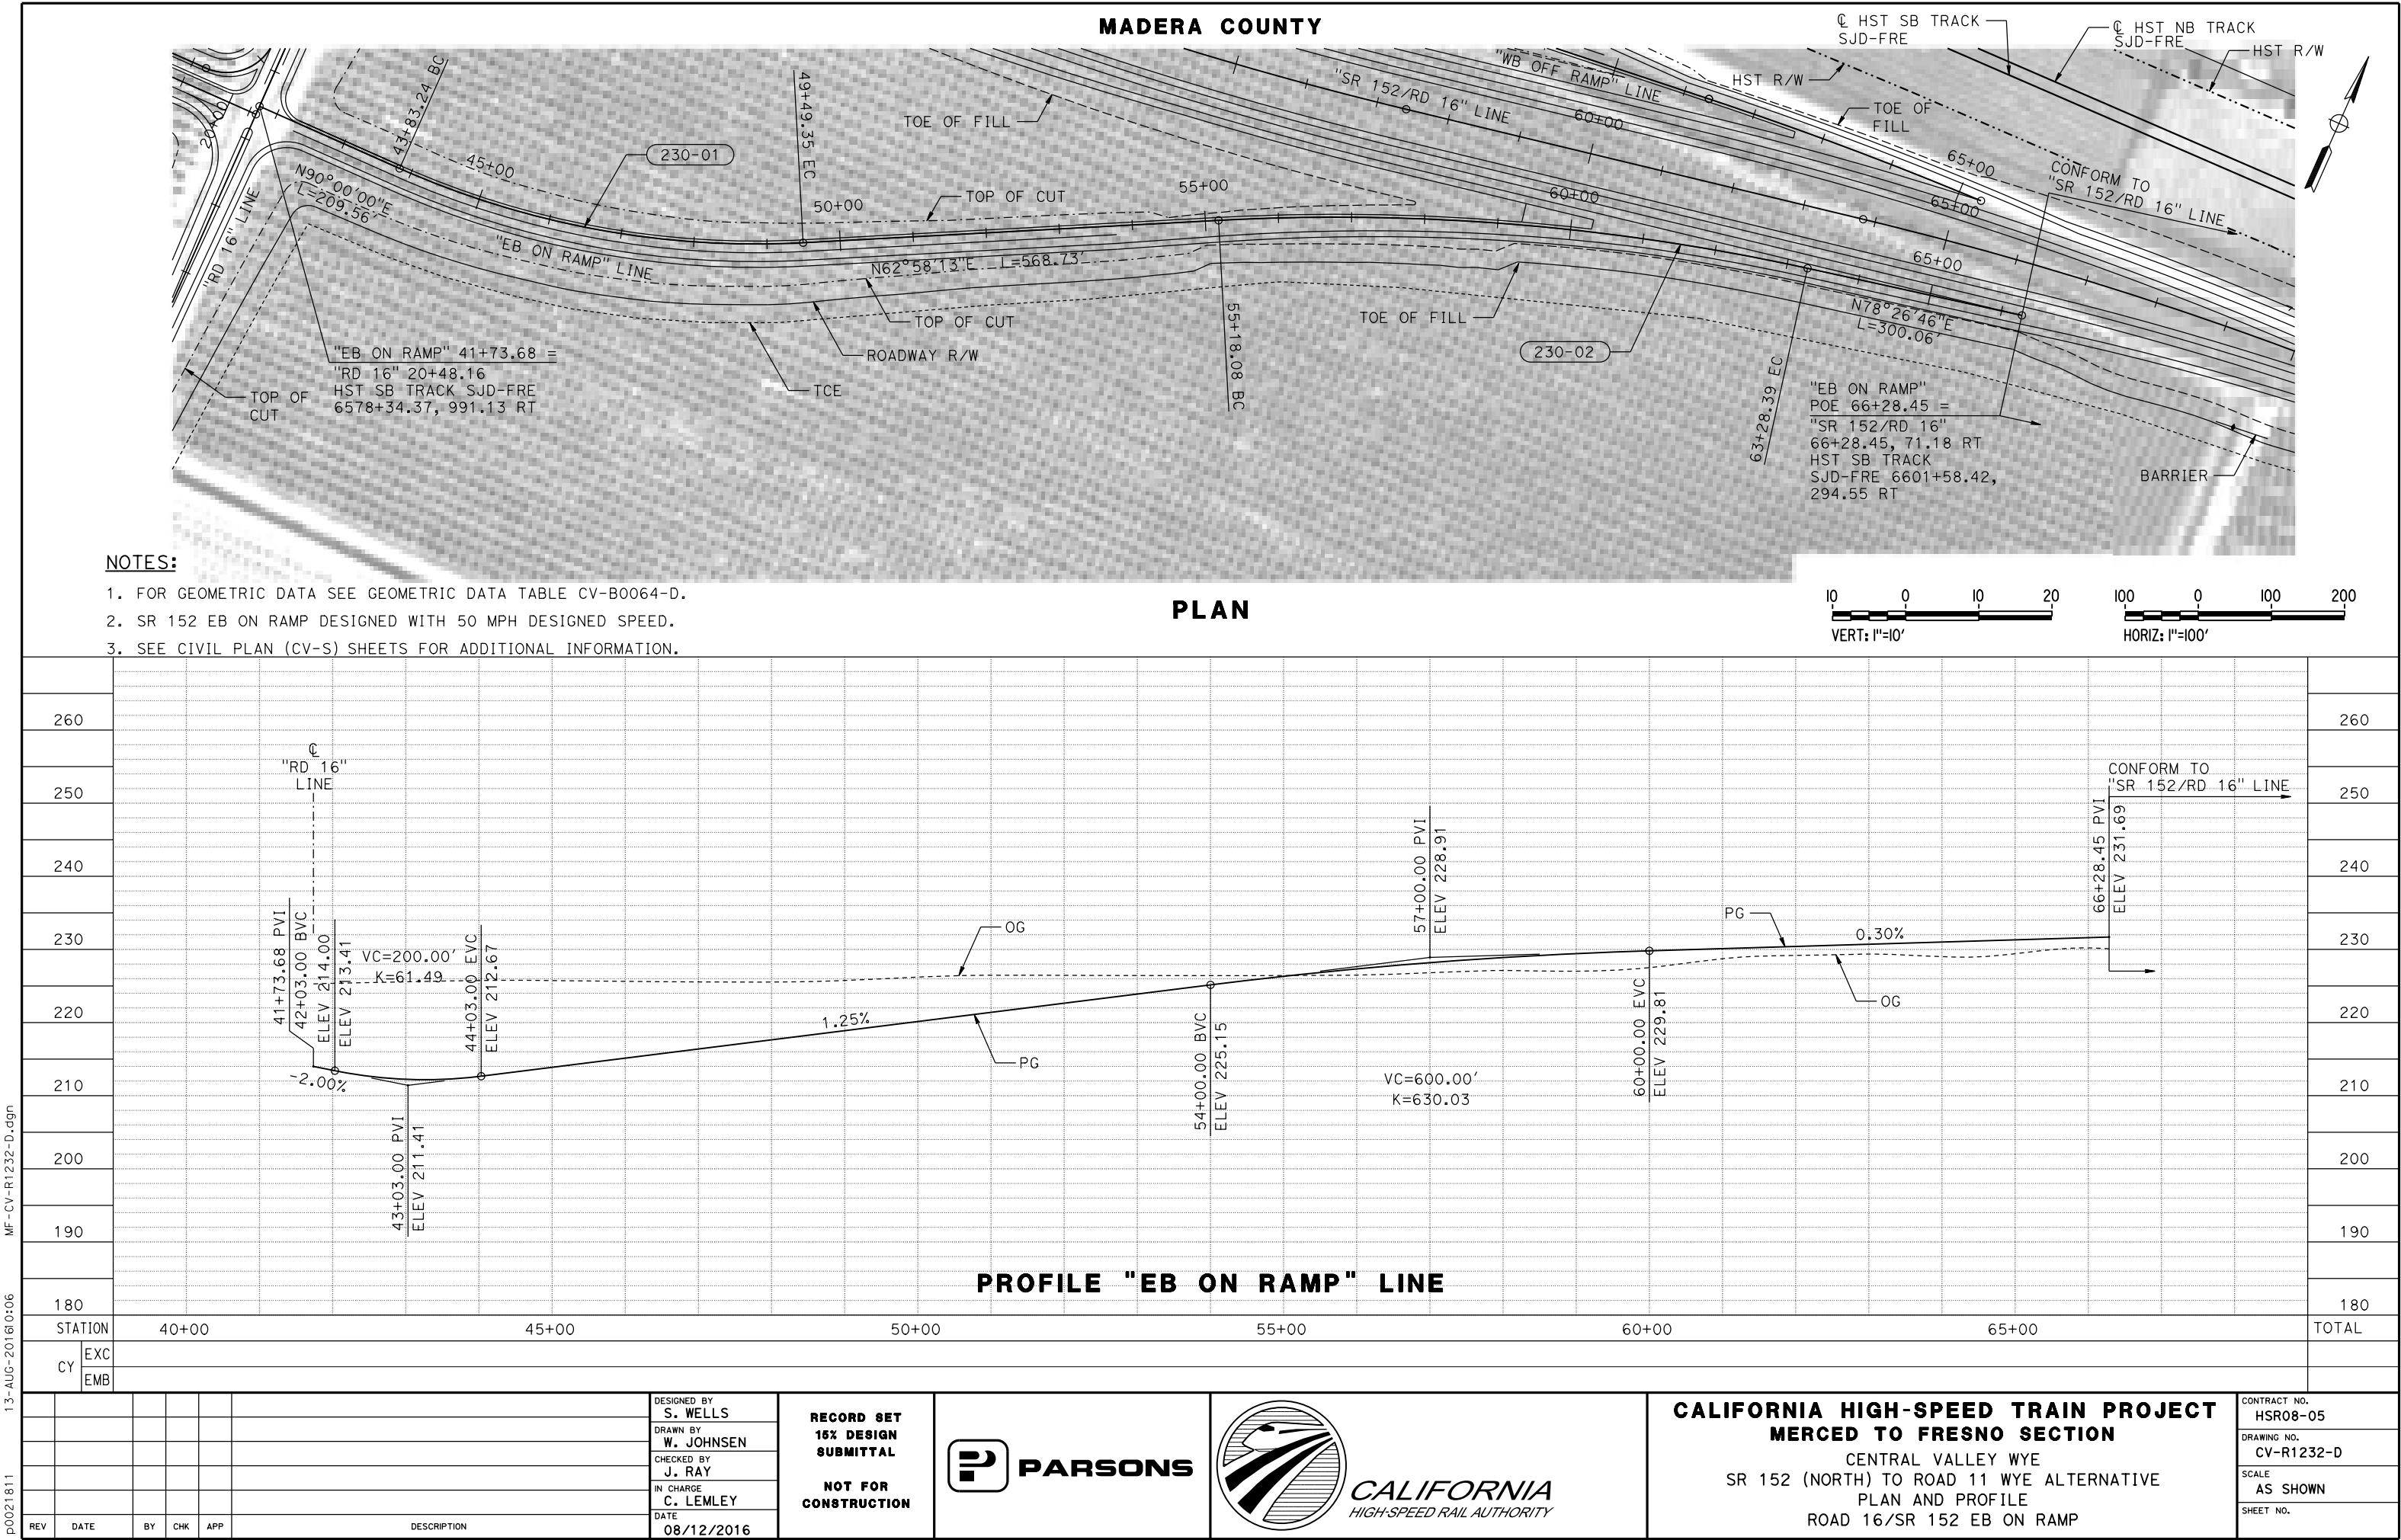 MADERA COUNTY
℄ HST SB TRACK
SJD-FRE
℄ HST NB TRACK
SJD-FRE
HST R/W
HST R/W
"WB OFF RAMP" LINE
"SR 152/RD 16" LINE
60+00
TOE OF
FILL
65+00
CONFORM TO
"SR 152/RD 16" LINE
20+00
43+83.24 BC
45+00
230-01
49+49.35 EC
TOE OF FILL
TOP OF CUT
50+00
55+00
60+00
65+00
65+00
N90°00'00"E
L=209.56'
"RD 16" LINE
"EB ON RAMP" LINE
N62°58'13"E L=568.73'
TOP OF CUT
ROADWAY R/W
TCE
55+18.08 BC
TOE OF FILL
230-02
63+28.39 EC
N78°26'46"E
L=300.06'
TOP OF
CUT
"EB ON RAMP" 41+73.68 =
"RD 16" 20+48.16
HST SB TRACK SJD-FRE
6578+34.37, 991.13 RT
"EB ON RAMP"
POE 66+28.45 =
"SR 152/RD 16"
66+28.45, 71.18 RT
HST SB TRACK
SJD-FRE 6601+58.42,
294.55 RT
BARRIER
NOTES:
1. FOR GEOMETRIC DATA SEE GEOMETRIC DATA TABLE CV-B0064-D.
2. SR 152 EB ON RAMP DESIGNED WITH 50 MPH DESIGNED SPEED.
3. SEE CIVIL PLAN (CV-S) SHEETS FOR ADDITIONAL INFORMATION.
PLAN
10 0 10 20
VERT: 1"=10'
100 0 100 200
HORIZ: 1"=100'
260 260
250 250
240 240
230 230
220 220
210 210
200 200
190 190
180 180
℄
"RD 16"
LINE
41+73.68 PVI
ELEV 214.00
42+03.00 BVC
ELEV 213.41
VC=200.00'
K=61.49
44+03.00 EVC
ELEV 212.67
-2.00%
43+03.00 PVI
ELEV 211.41
1.25%
OG
PG
54+00.00 BVC
ELEV 225.15
57+00.00 PVI
ELEV 228.91
VC=600.00'
K=630.03
60+00.00 EVC
ELEV 229.81
PG
0.30%
OG
66+28.45 PVI
ELEV 231.69
CONFORM TO
"SR 152/RD 16" LINE
PROFILE "EB ON RAMP" LINE
STATION 40+00 45+00 50+00 55+00 60+00 65+00 TOTAL
CY EXC
EMB
REV DATE BY CHK APP DESCRIPTION
DESIGNED BY
S. WELLS
DRAWN BY
W. JOHNSEN
CHECKED BY
J. RAY
IN CHARGE
C. LEMLEY
DATE
08/12/2016
RECORD SET
15% DESIGN
SUBMITTAL
NOT FOR
CONSTRUCTION
PARSONS
CALIFORNIA
HIGH-SPEED RAIL AUTHORITY
CALIFORNIA HIGH-SPEED TRAIN PROJECT
MERCED TO FRESNO SECTION
CENTRAL VALLEY WYE
SR 152 (NORTH) TO ROAD 11 WYE ALTERNATIVE
PLAN AND PROFILE
ROAD 16/SR 152 EB ON RAMP
CONTRACT NO.
HSR08-05
DRAWING NO.
CV-R1232-D
SCALE
AS SHOWN
SHEET NO.
p0021811 13-AUG-2016 10:06 MF-CV-R1232-D.dgn